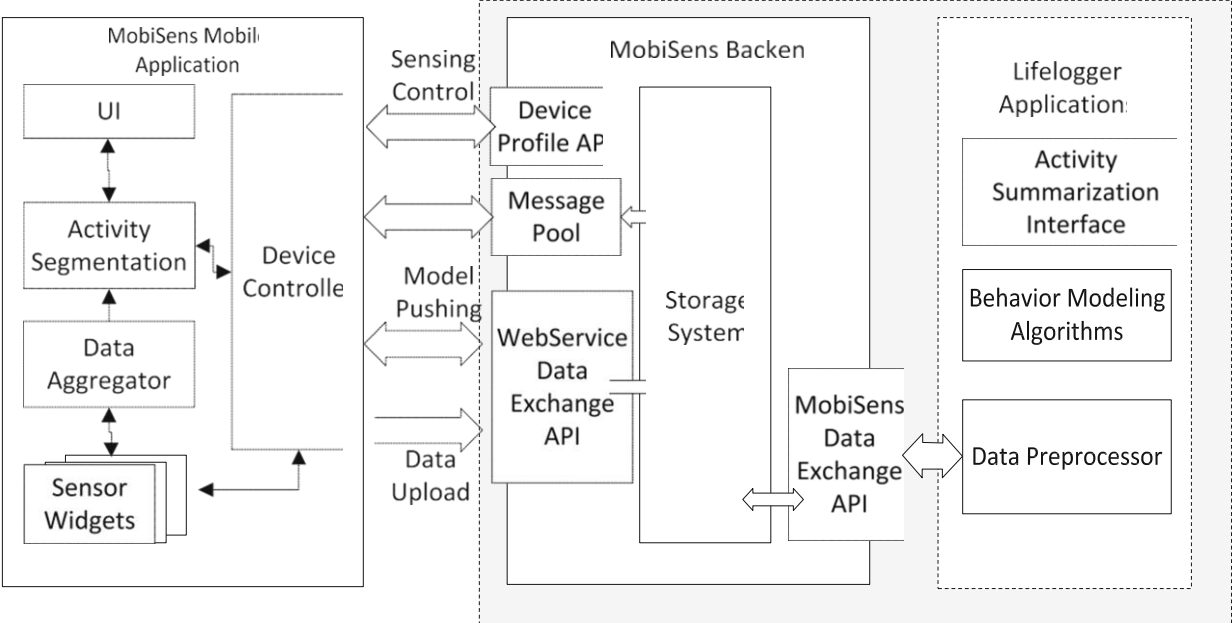 MobiSens Mobile
Application
UI
Activity
Segmentation
Data
Aggregator
Sensor
Widgets
Device
Controlle
Sensing
Control
Model
Pushing
Data
Upload
MobiSens Backen
Device
Profile AP
Message
Pool
WebService
Data
Exchange
API
Storage
System
MobiSens
Data
Exchange
API
Lifelogger
Application
Activity
Summarization
Interface
Behavior Modeling
Algorithms
Data Preprocessor